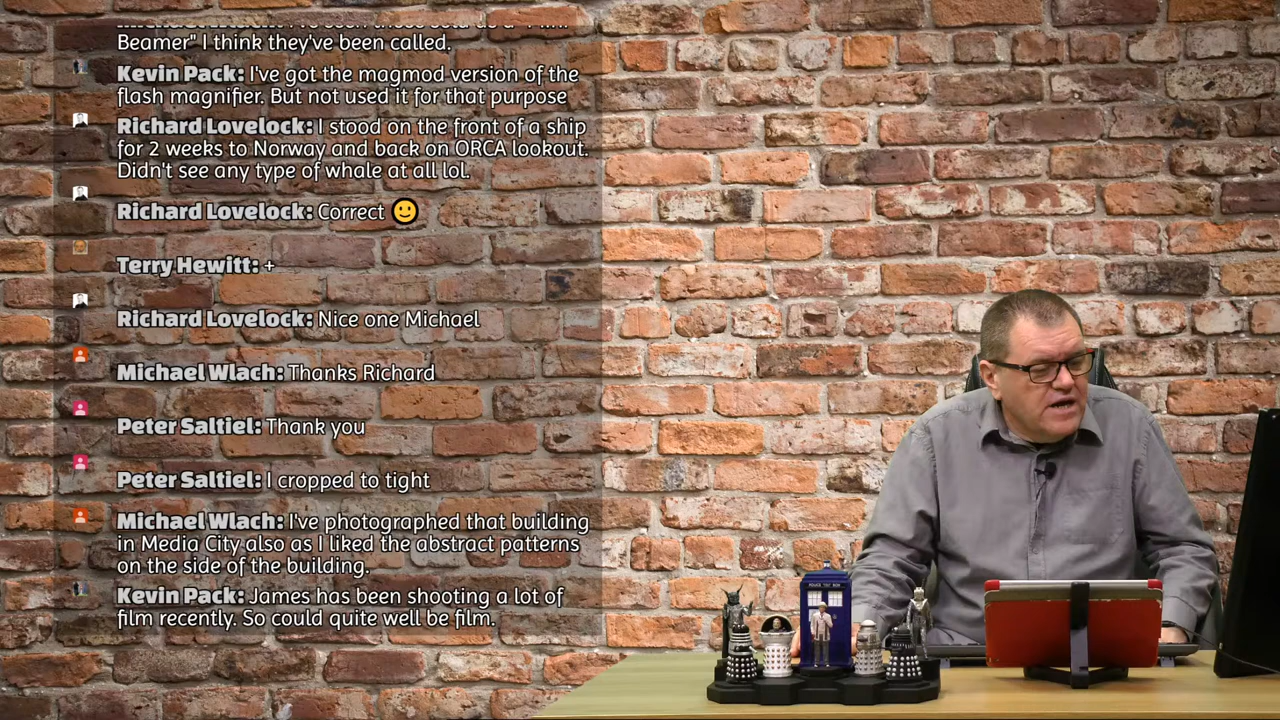 Beamer" I think they've been called.
Kevin Pack: I've got the magmod version of the
flash magnifier. But not used it for that purpose
Richard Lovelock: I stood on the front of a ship
for 2 weeks to Norway and back on ORCA lookout.
Didn't see any type of whale at all lol.
Richard Lovelock: Correct 🙂
Terry Hewitt: +
Richard Lovelock: Nice one Michael
Michael Wlach: Thanks Richard
Peter Saltiel: Thank you
Peter Saltiel: I cropped to tight
Michael Wlach: I've photographed that building
in Media City also as I liked the abstract patterns
on the side of the building.
Kevin Pack: James has been shooting a lot of
film recently. So could quite well be film.